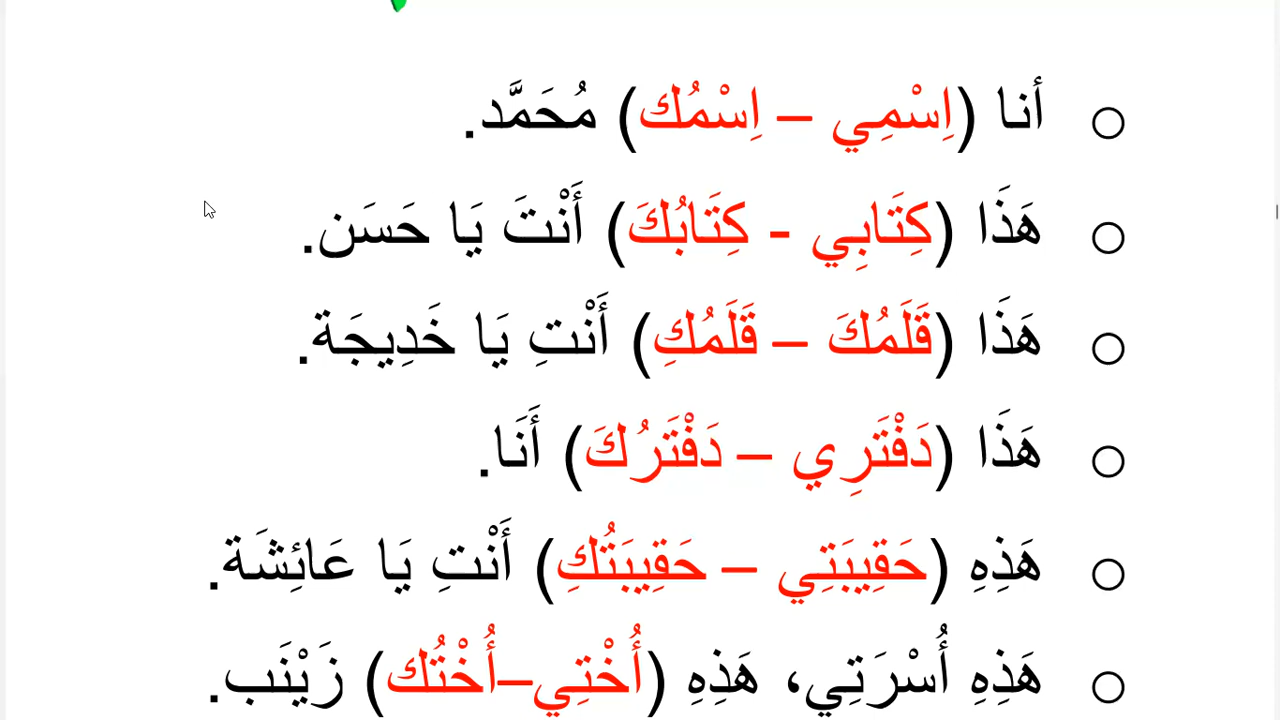 ○ أنا (اِسْمِي – اِسْمُك) مُحَمَّد.
○ هَذَا (كِتَابِي - كِتَابُكَ) أَنْتَ يَا حَسَن.
○ هَذَا (قَلَمُكَ – قَلَمُكِ) أَنْتِ يَا خَدِيجَة.
○ هَذَا (دَفْتَرِي – دَفْتَرُكَ) أَنَا.
○ هَذِهِ (حَقِيبَتِي – حَقِيبَتُكِ) أَنْتِ يَا عَائِشَة.
○ هَذِهِ أُسْرَتِي، هَذِهِ (أُخْتِي–أُخْتُك) زَيْنَب.